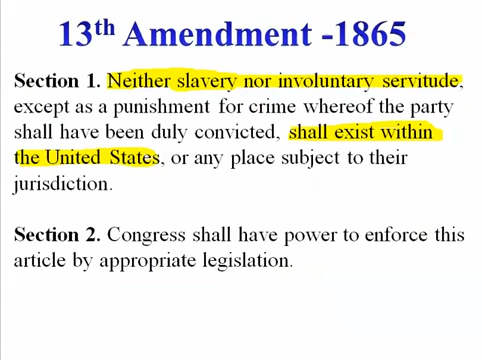 13th Amendment -1865
Section 1. Neither slavery nor involuntary servitude,
except as a punishment for crime whereof the party
shall have been duly convicted, shall exist within
the United States, or any place subject to their
jurisdiction.
Section 2. Congress shall have power to enforce this
article by appropriate legislation.